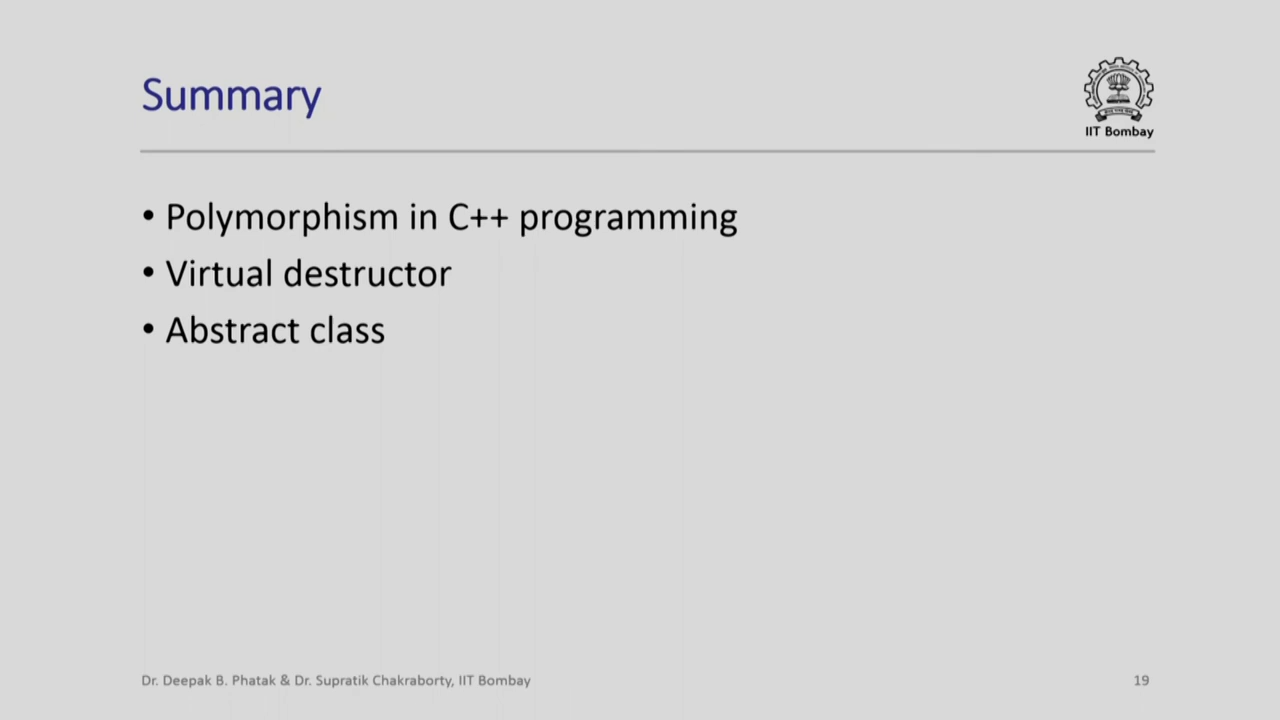 Summary
IIT Bombay
• Polymorphism in C++ programming
• Virtual destructor
• Abstract class
Dr. Deepak B. Phatak & Dr. Supratik Chakraborty, IIT Bombay
19